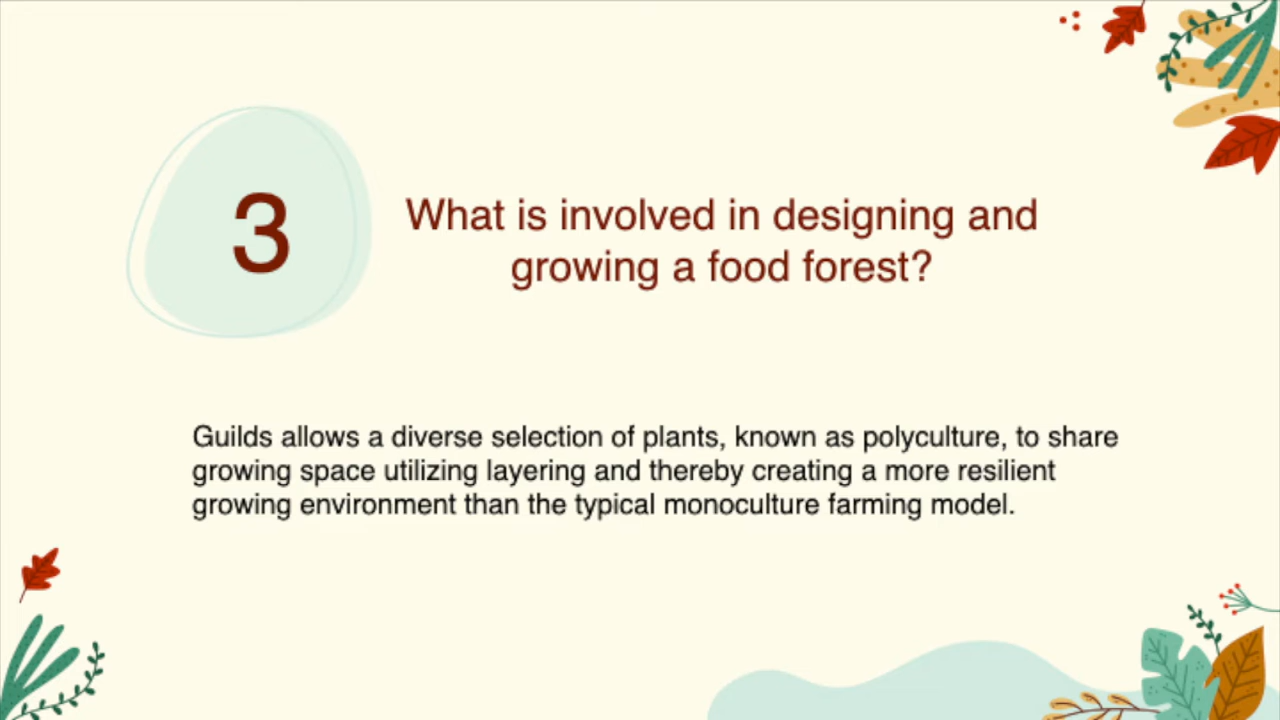 3
What is involved in designing and
growing a food forest?
Guilds allows a diverse selection of plants, known as polyculture, to share
growing space utilizing layering and thereby creating a more resilient
growing environment than the typical monoculture farming model.